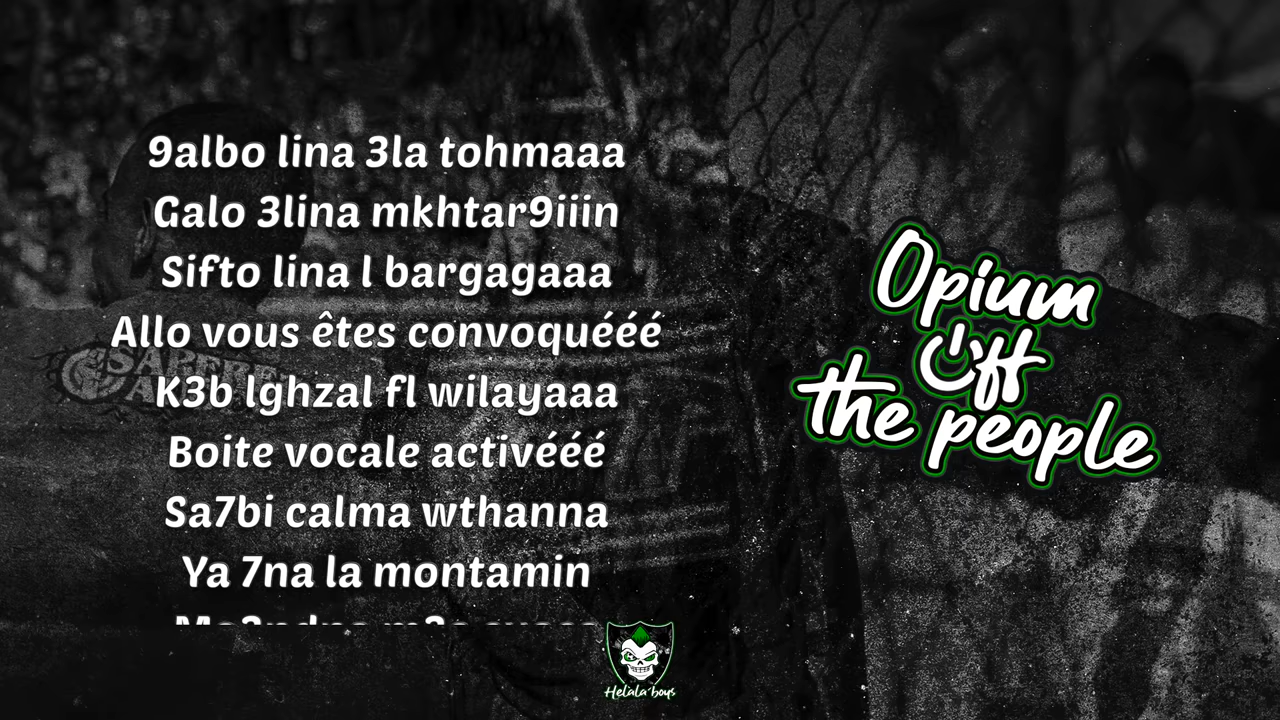 9albo lina 3la tohmaaa
Galo 3lina mkhtar9iiin
Sifto lina l bargagaaa
Allo vous êtes convoquééé
K3b lghzal fl wilayaaa
Boite vocale activééé
Sa7bi calma wthanna
Ya 7na la montamin
Opium
Off
the people
Helala boys